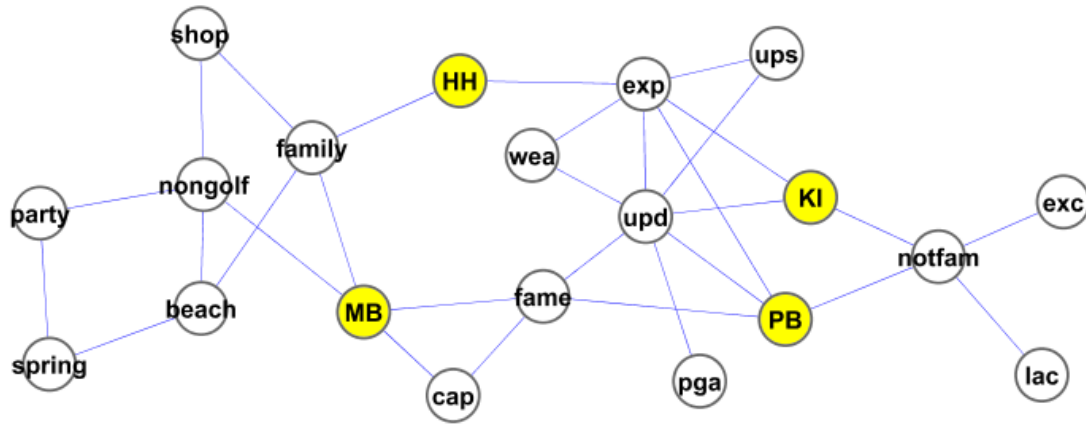 shop
HH
exp
ups
family
wea
nongolf
KI
party
upd
exc
notfam
beach
MB
fame
PB
spring
cap
pga
lac